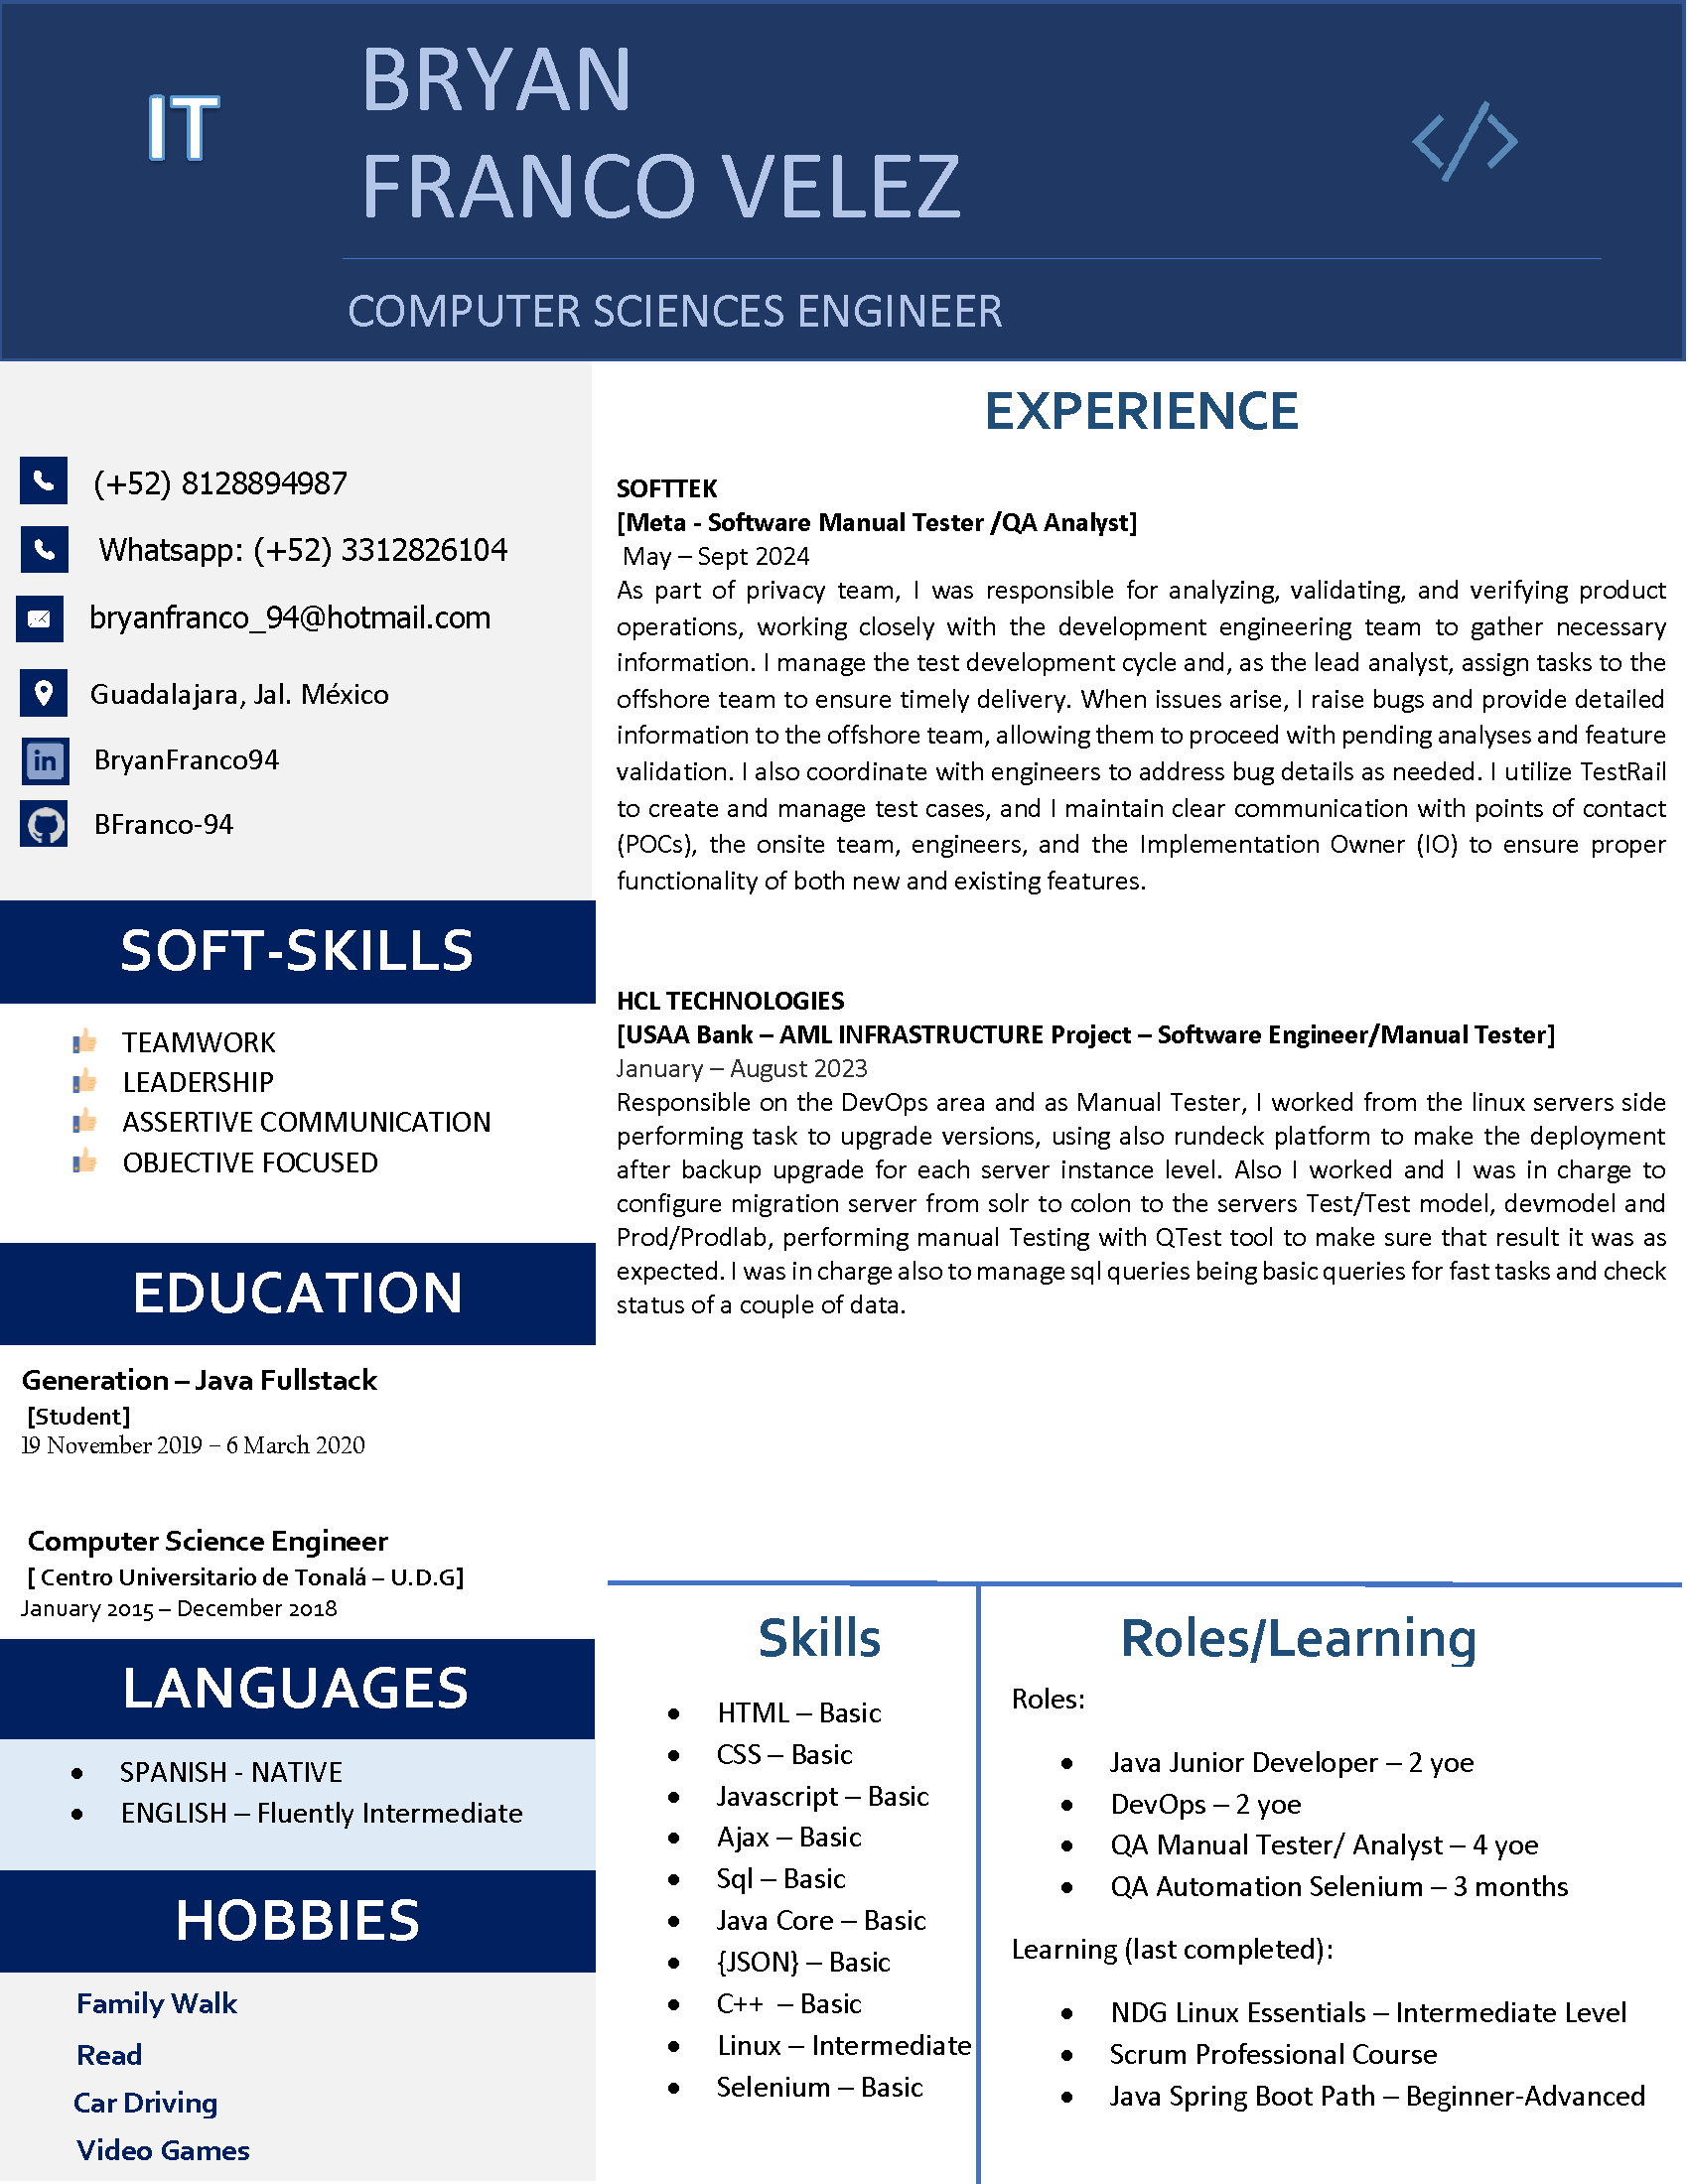 IT
BRYAN
FRANCO VELEZ
COMPUTER SCIENCES ENGINEER
(+52) 8128894987
Whatsapp: (+52) 3312826104
bryanfranco_94@hotmail.com
Guadalajara, Jal. México
in
BryanFranco94
BFranco-94
SOFT-SKILLS
TEAMWORK
LEADERSHIP
ASSERTIVE COMMUNICATION
OBJECTIVE FOCUSED
EDUCATION
Generation – Java Fullstack
[Student]
19 November 2019 – 6 March 2020
Computer Science Engineer
[ Centro Universitario de Tonalá – U.D.G]
January 2015 – December 2018
LANGUAGES
• SPANISH - NATIVE
• ENGLISH – Fluently Intermediate
HOBBIES
Family Walk
Read
Car Driving
Video Games
EXPERIENCE
SOFTTEK
[Meta - Software Manual Tester /QA Analyst]
May – Sept 2024
As part of privacy team, I was responsible for analyzing, validating, and verifying product
operations, working closely with the development engineering team to gather necessary
information. I manage the test development cycle and, as the lead analyst, assign tasks to the
offshore team to ensure timely delivery. When issues arise, I raise bugs and provide detailed
information to the offshore team, allowing them to proceed with pending analyses and feature
validation. I also coordinate with engineers to address bug details as needed. I utilize TestRail
to create and manage test cases, and I maintain clear communication with points of contact
(POCs), the onsite team, engineers, and the Implementation Owner (IO) to ensure proper
functionality of both new and existing features.
HCL TECHNOLOGIES
[USAA Bank – AML INFRASTRUCTURE Project – Software Engineer/Manual Tester]
January – August 2023
Responsible on the DevOps area and as Manual Tester, I worked from the linux servers side
performing task to upgrade versions, using also rundeck platform to make the deployment
after backup upgrade for each server instance level. Also I worked and I was in charge to
configure migration server from solr to colon to the servers Test/Test model, devmodel and
Prod/Prodlab, performing manual Testing with QTest tool to make sure that result it was as
expected. I was in charge also to manage sql queries being basic queries for fast tasks and check
status of a couple of data.
Skills
• HTML – Basic
• CSS – Basic
• Javascript – Basic
• Ajax – Basic
• Sql – Basic
• Java Core – Basic
• {JSON} – Basic
• C++ – Basic
• Linux – Intermediate
• Selenium – Basic
Roles/Learning
Roles:
• Java Junior Developer – 2 yoe
• DevOps – 2 yoe
• QA Manual Tester/ Analyst – 4 yoe
• QA Automation Selenium – 3 months
Learning (last completed):
• NDG Linux Essentials – Intermediate Level
• Scrum Professional Course
• Java Spring Boot Path – Beginner-Advanced